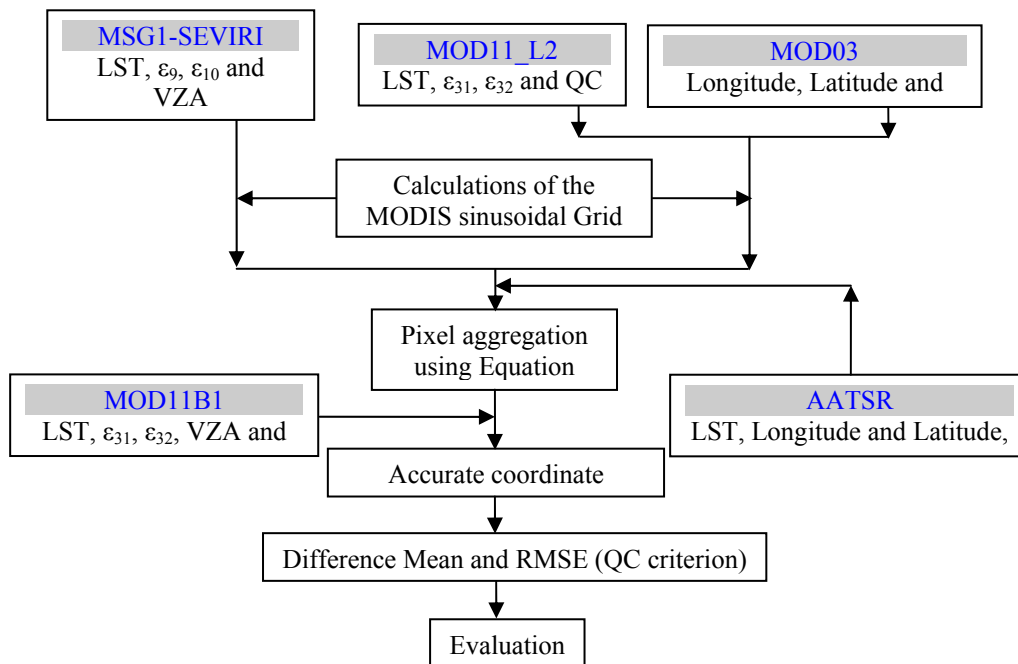 MSG1-SEVIRI
LST, ε₉, ε₁₀ and
VZA
MOD11_L2
LST, ε₃₁, ε₃₂ and QC
MOD03
Longitude, Latitude and
Calculations of the
MODIS sinusoidal Grid
Pixel aggregation
using Equation
MOD11B1
LST, ε₃₁, ε₃₂, VZA and
AATSR
LST, Longitude and Latitude,
Accurate coordinate
Difference Mean and RMSE (QC criterion)
Evaluation